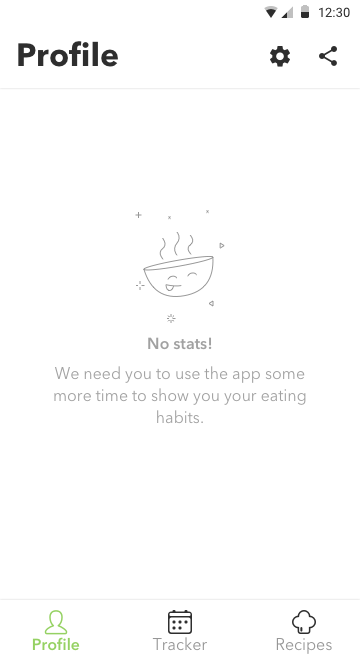 12:30
Profile
No stats!
We need you to use the app some
more time to show you your eating
habits.
Profile
Tracker
Recipes